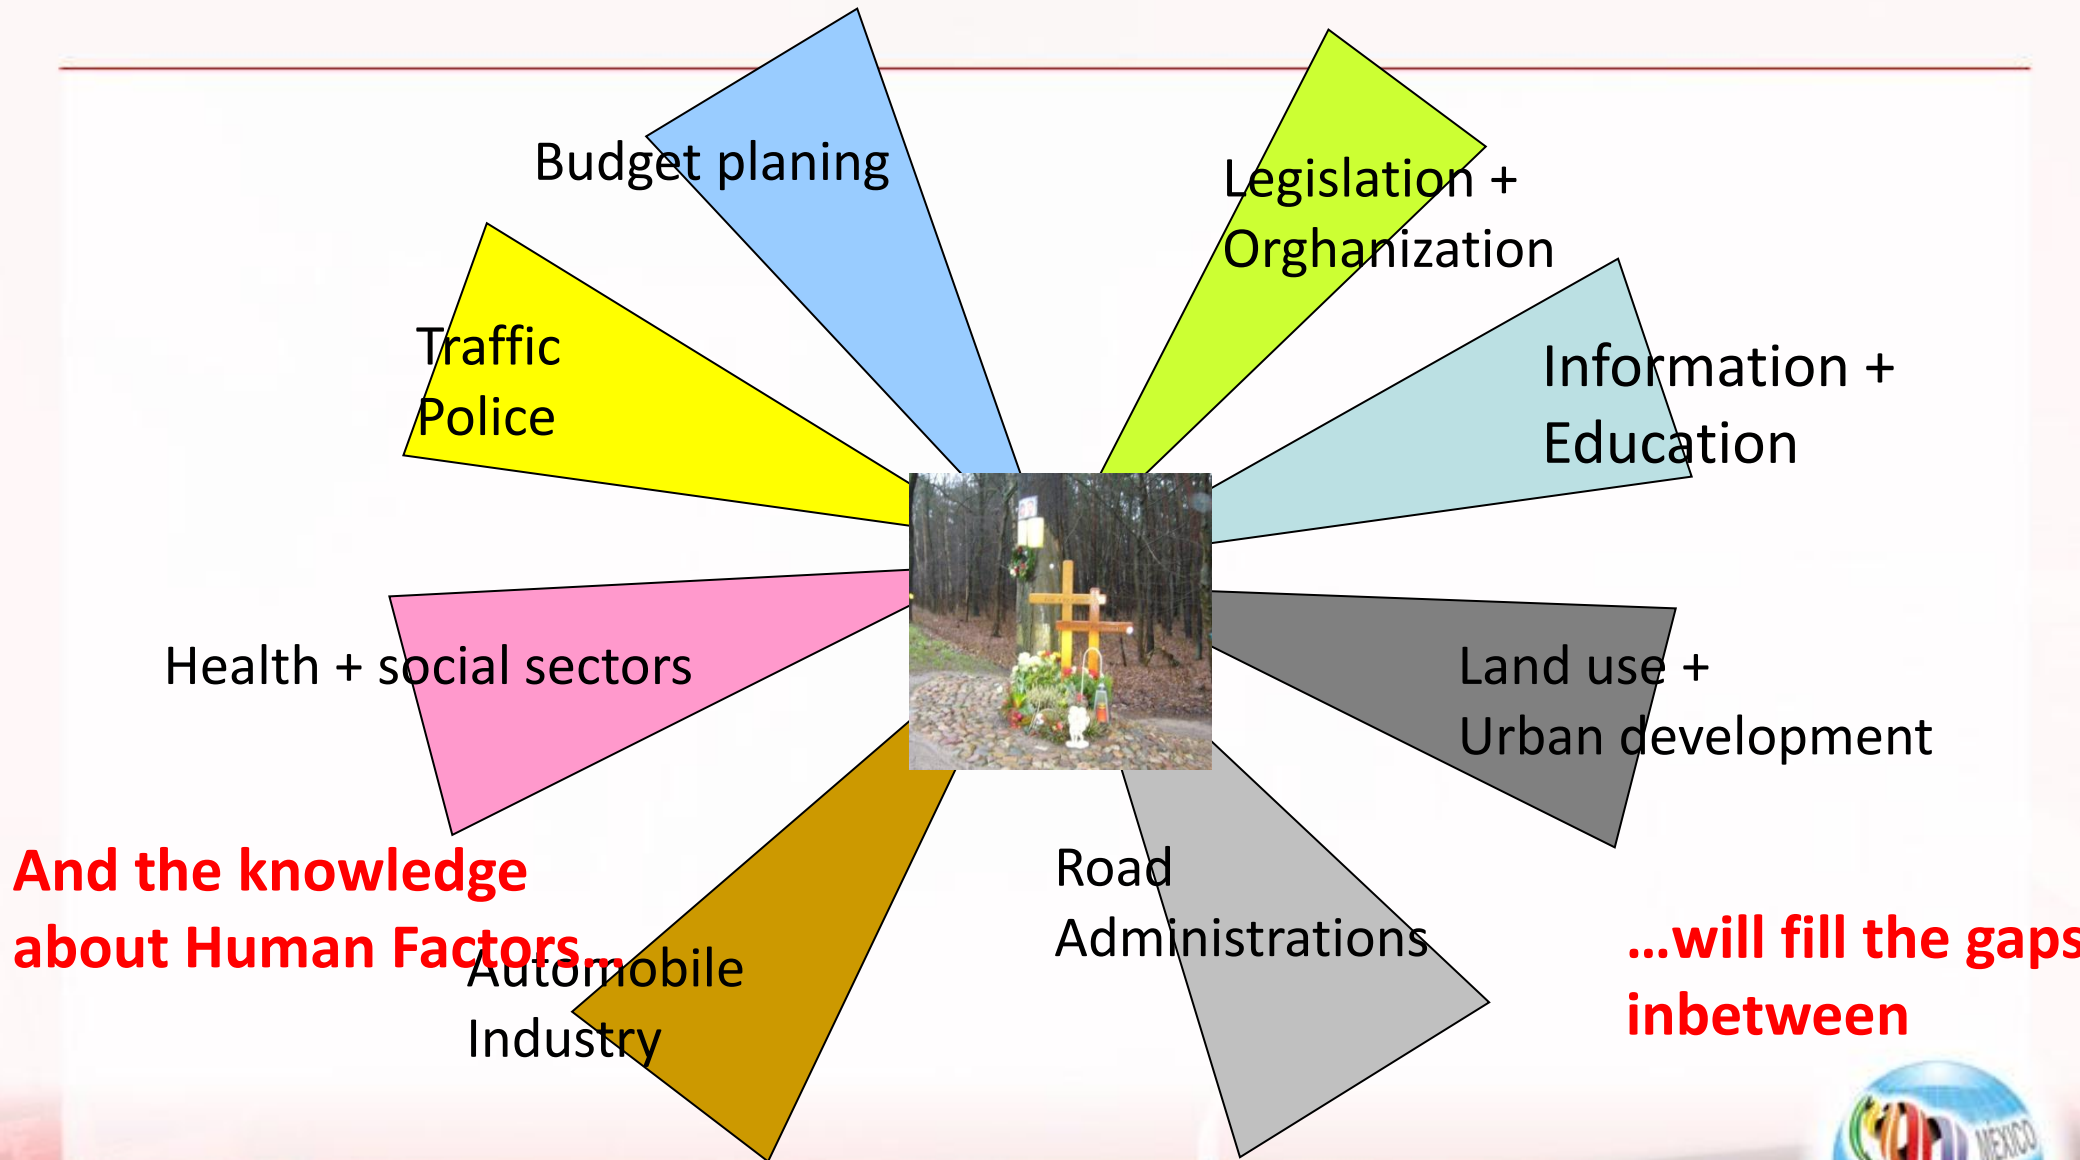 Budget planing
Legislation +
Orghanization
Traffic
Police
Information +
Education
Health + social sectors
Land use +
Urban development
And the knowledge
about Human Factors...
Road
Administrations
...will fill the gaps
inbetween
Automobile
Industry
MEXICO